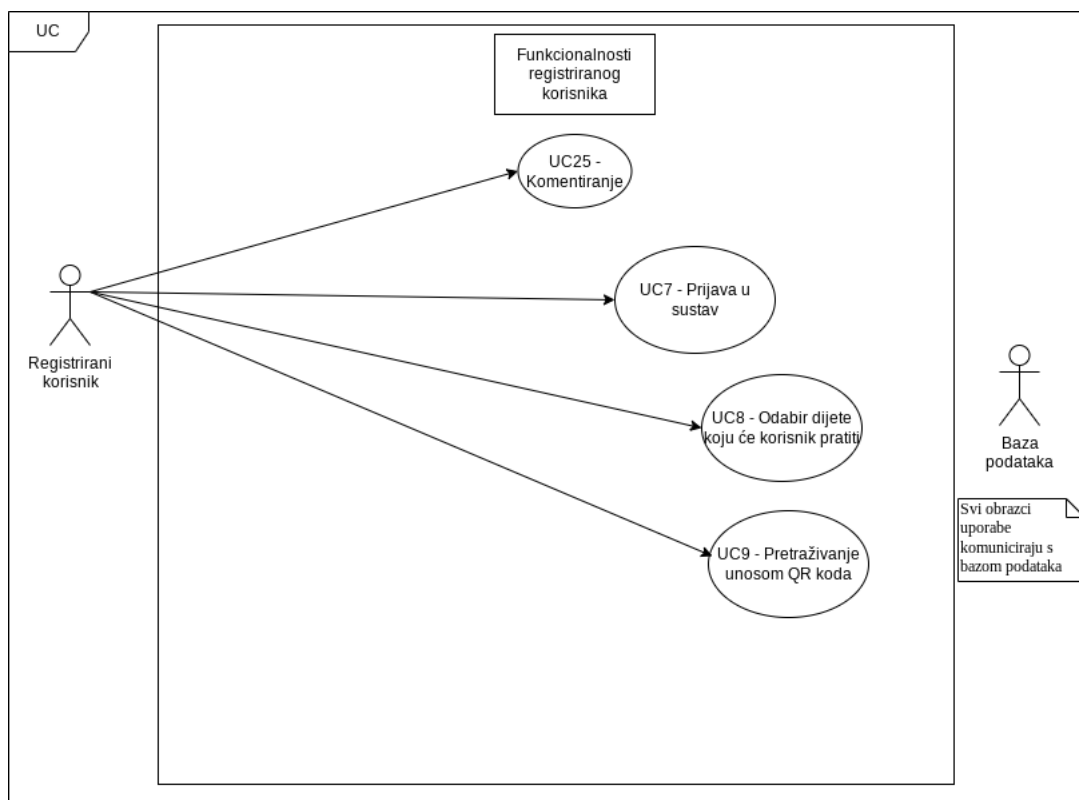 UC
Funkcionalnosti
registriranog
korisnika
UC25 -
Komentiranje
UC7 - Prijava u
sustav
Registrirani
korisnik
UC8 - Odabir dijete
koju će korisnik pratiti
Baza
podataka
Svi obrazci
uporabe
komuniciraju s
bazom podataka
UC9 - Pretraživanje
unosom QR koda